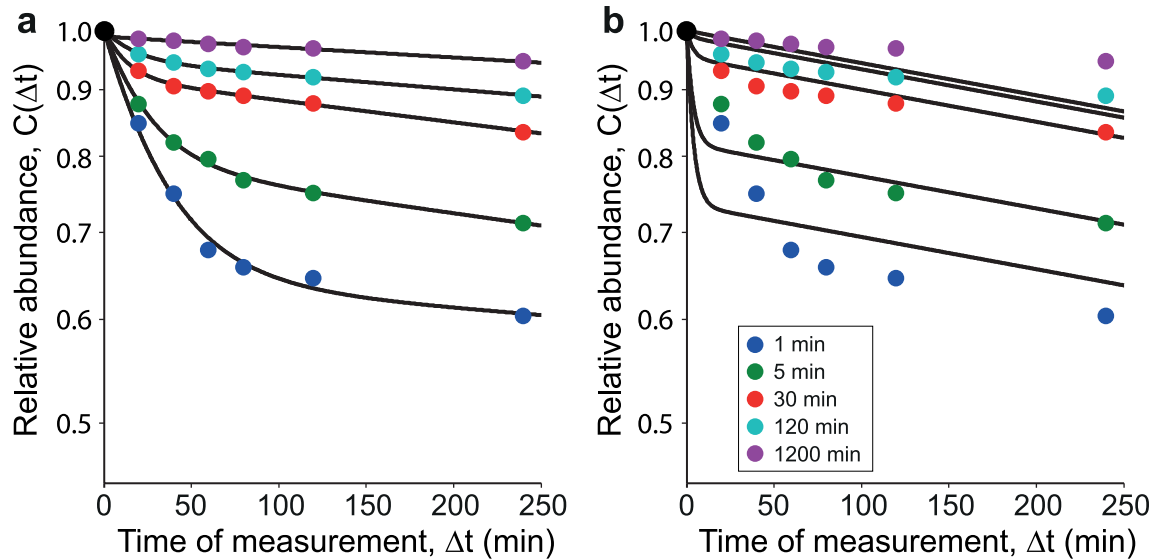 a
1.0
0.9
0.8
0.7
0.6
0.5
Relative abundance, C(Δt)
0
50
100
150
200
250
Time of measurement, Δt (min)
b
1.0
0.9
0.8
0.7
0.6
0.5
Relative abundance, C(Δt)
1 min
5 min
30 min
120 min
1200 min
0
50
100
150
200
250
Time of measurement, Δt (min)